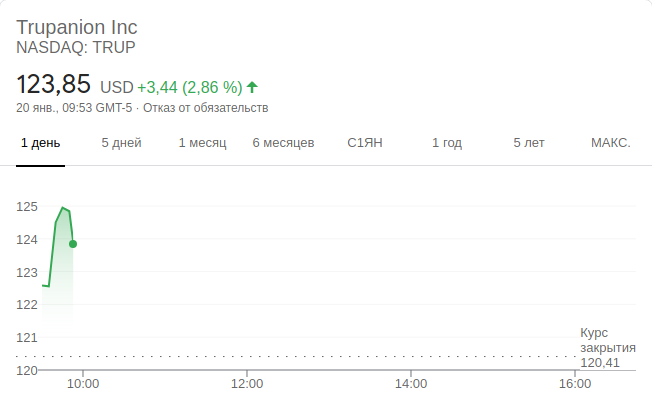 Trupanion Inc
NASDAQ: TRUP
123,85 USD +3,44 (2,86 %)
20 янв., 09:53 GMT-5 · Отказ от обязательств
1 день 5 дней 1 месяц 6 месяцев С1ЯН 1 год 5 лет МАКС.
125
124
123
122
121
Курс
закрытия
120,41
120
10:00 12:00 14:00 16:00